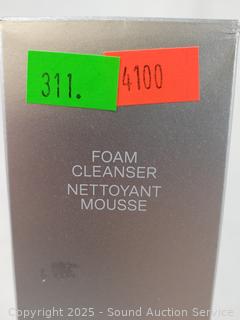 311.
4100
FOAM
CLEANSER
NETTOYANT
MOUSSE
Copyright © 2025 - Sound Auction Service